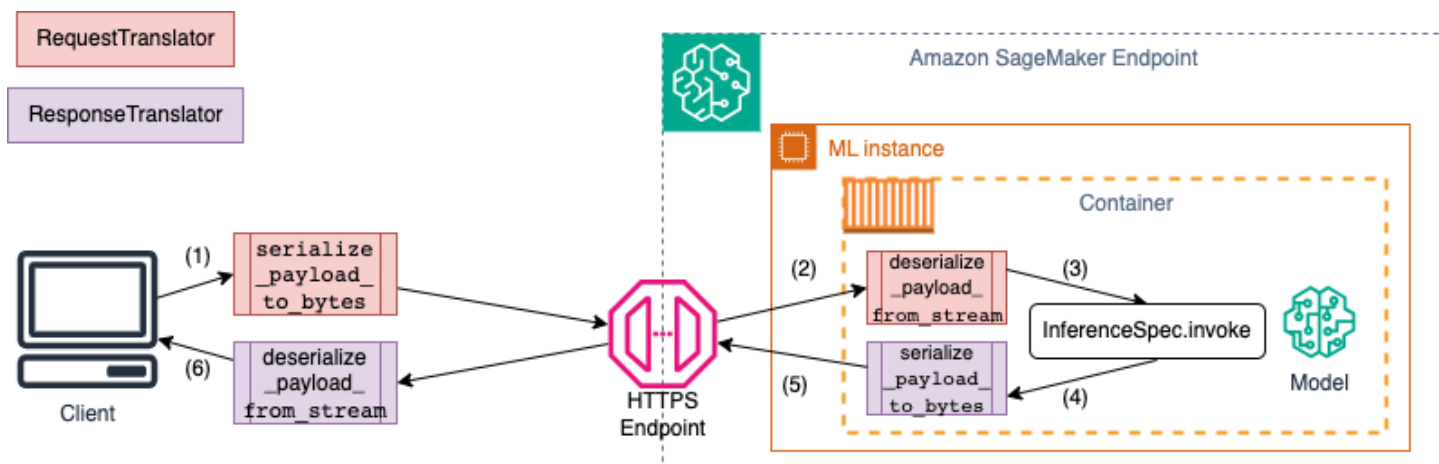 RequestTranslator
ResponseTranslator
Amazon SageMaker Endpoint
ML instance
Container
(1)
serialize
_payload_
to_bytes
(2)
deserialize
_payload_
from_stream
(3)
InferenceSpec.invoke
Model
(6)
deserialize
_payload_
from_stream
(5)
serialize
_payload_
to_bytes
(4)
Client
HTTPS
Endpoint